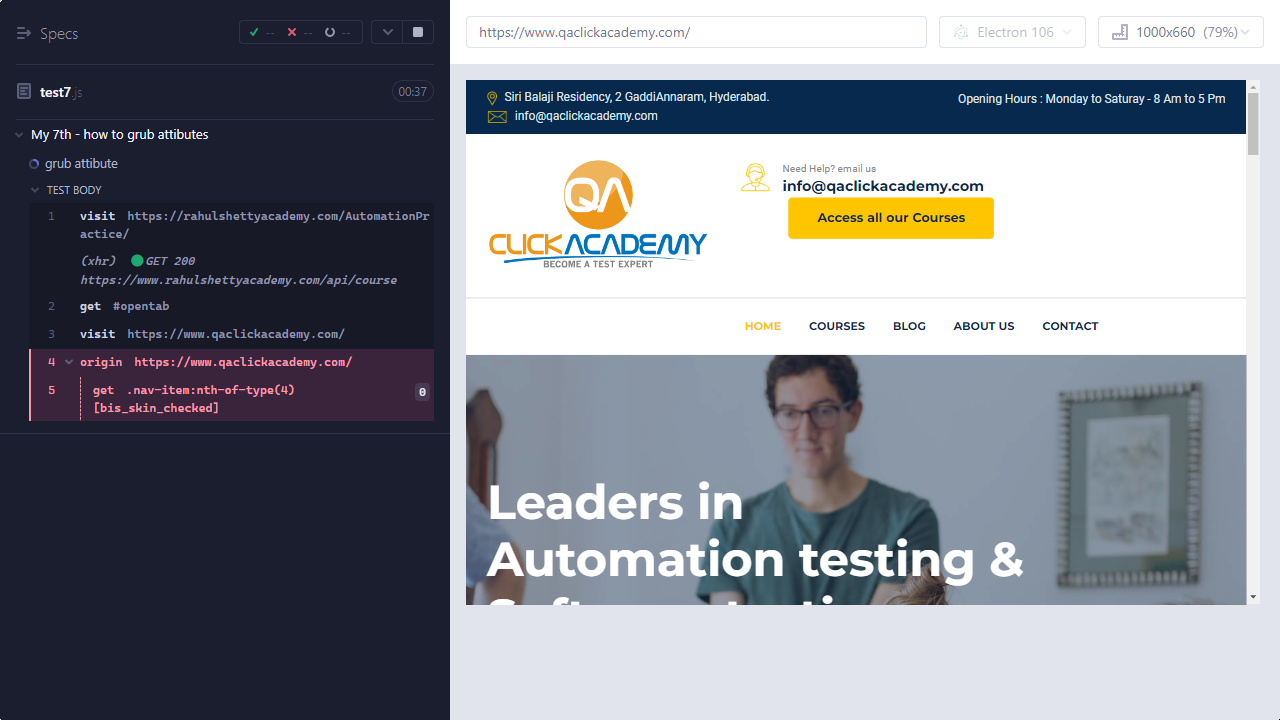 Specs
--
--
--
test7.js
00:37
My 7th - how to grub attibutes
grub attibute
TEST BODY
1 visit https://rahulshettyacademy.com/AutomationPr
actice/
(xhr) GET 200
https://www.rahulshettyacademy.com/api/course
2 get #opentab
3 visit https://www.qaclickacademy.com/
4 origin https://www.qaclickacademy.com/
5 get .nav-item:nth-of-type(4)
[bis_skin_checked]
0
https://www.qaclickacademy.com/
Electron 106
1000x660 (79%)
Siri Balaji Residency, 2 GaddiAnnaram, Hyderabad.
info@qaclickacademy.com
Opening Hours : Monday to Saturay - 8 Am to 5 Pm
QA
CLICKACADEMY
BECOME A TEST EXPERT
Need Help? email us
info@qaclickacademy.com
Access all our Courses
HOME COURSES BLOG ABOUT US CONTACT
Leaders in
Automation testing &